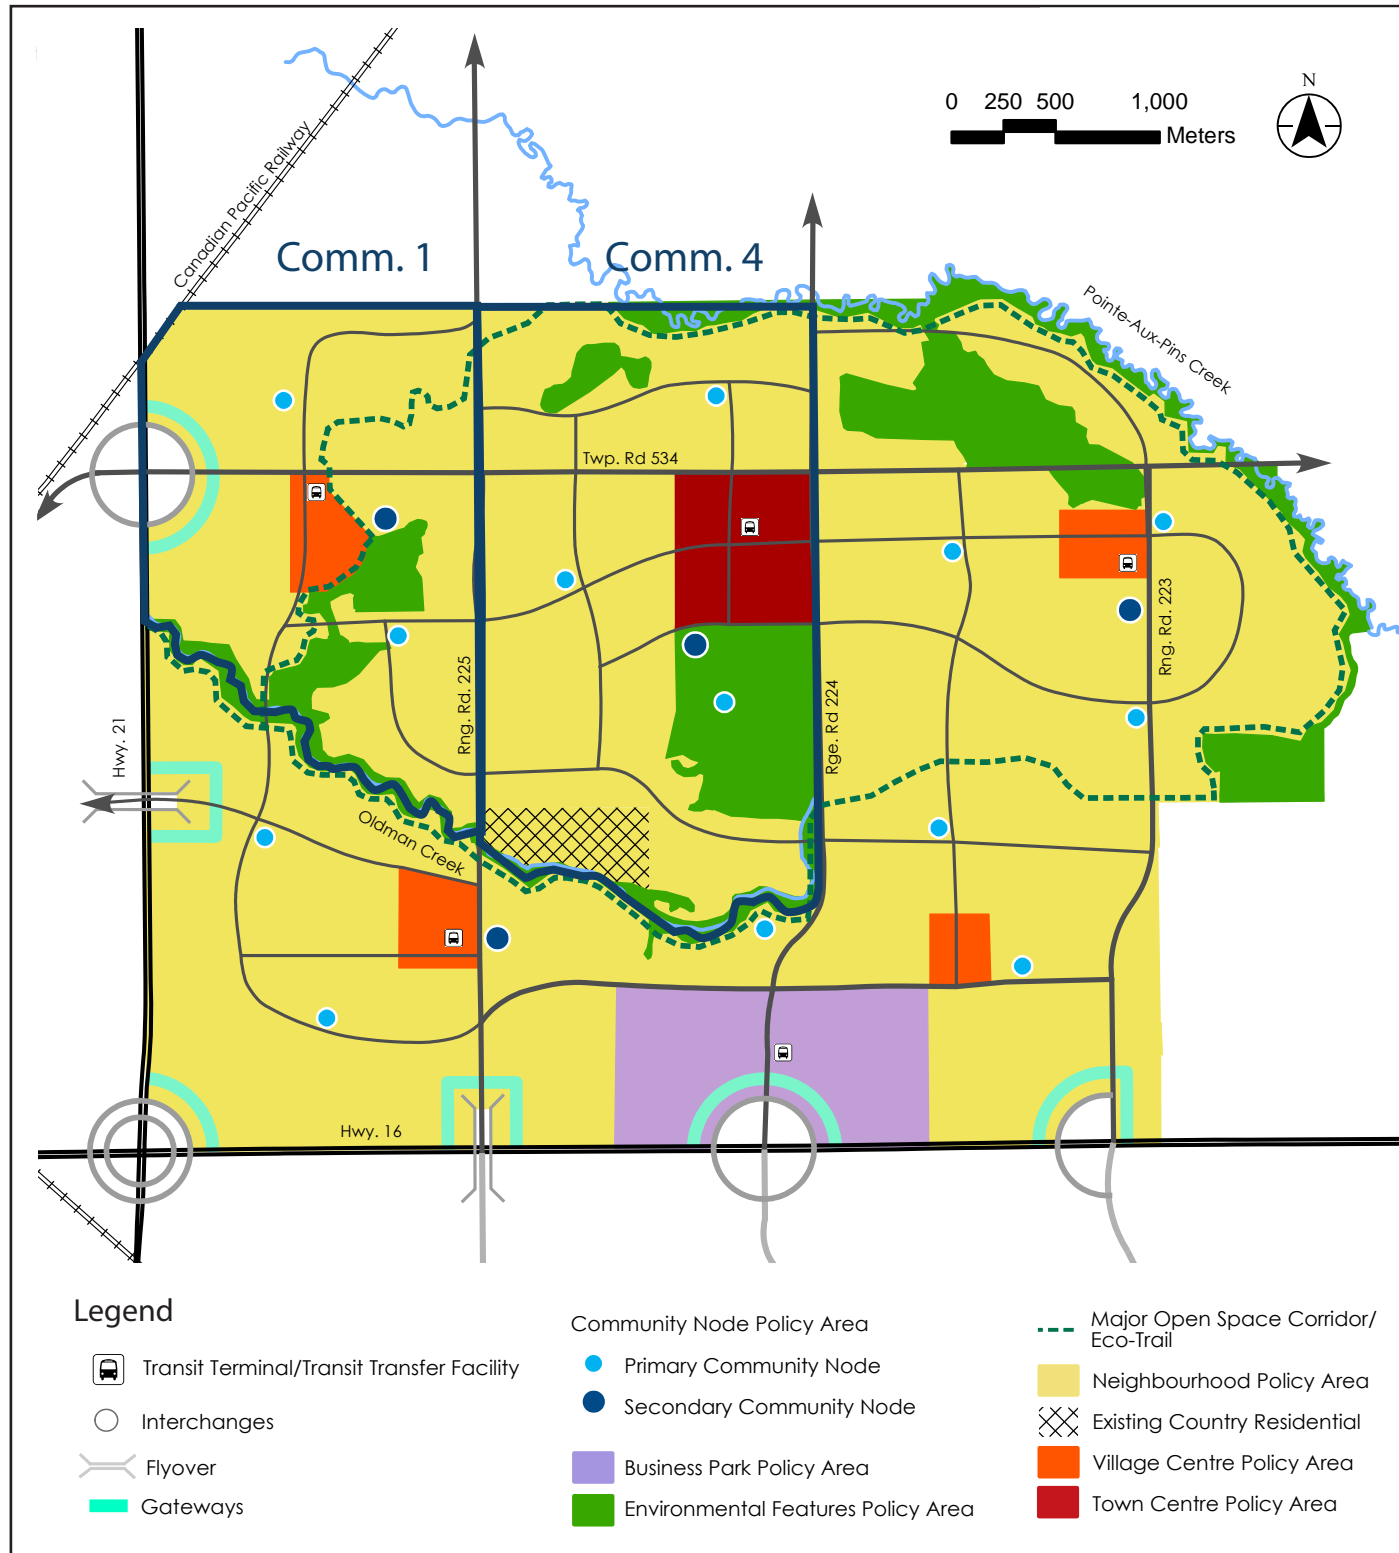 N
0 250 500 1,000
Meters
Canadian Pacific Railway
Comm. 1
Comm. 4
Pointe-Aux-Pins Creek
Twp. Rd 534
Rng. Rd. 225
Rge. Rd 224
Rng. Rd. 223
Hwy. 21
Oldman Creek
Hwy. 16
Legend
Transit Terminal/Transit Transfer Facility
Interchanges
Flyover
Gateways
Community Node Policy Area
Primary Community Node
Secondary Community Node
Business Park Policy Area
Environmental Features Policy Area
Major Open Space Corridor/
Eco-Trail
Neighbourhood Policy Area
Existing Country Residential
Village Centre Policy Area
Town Centre Policy Area